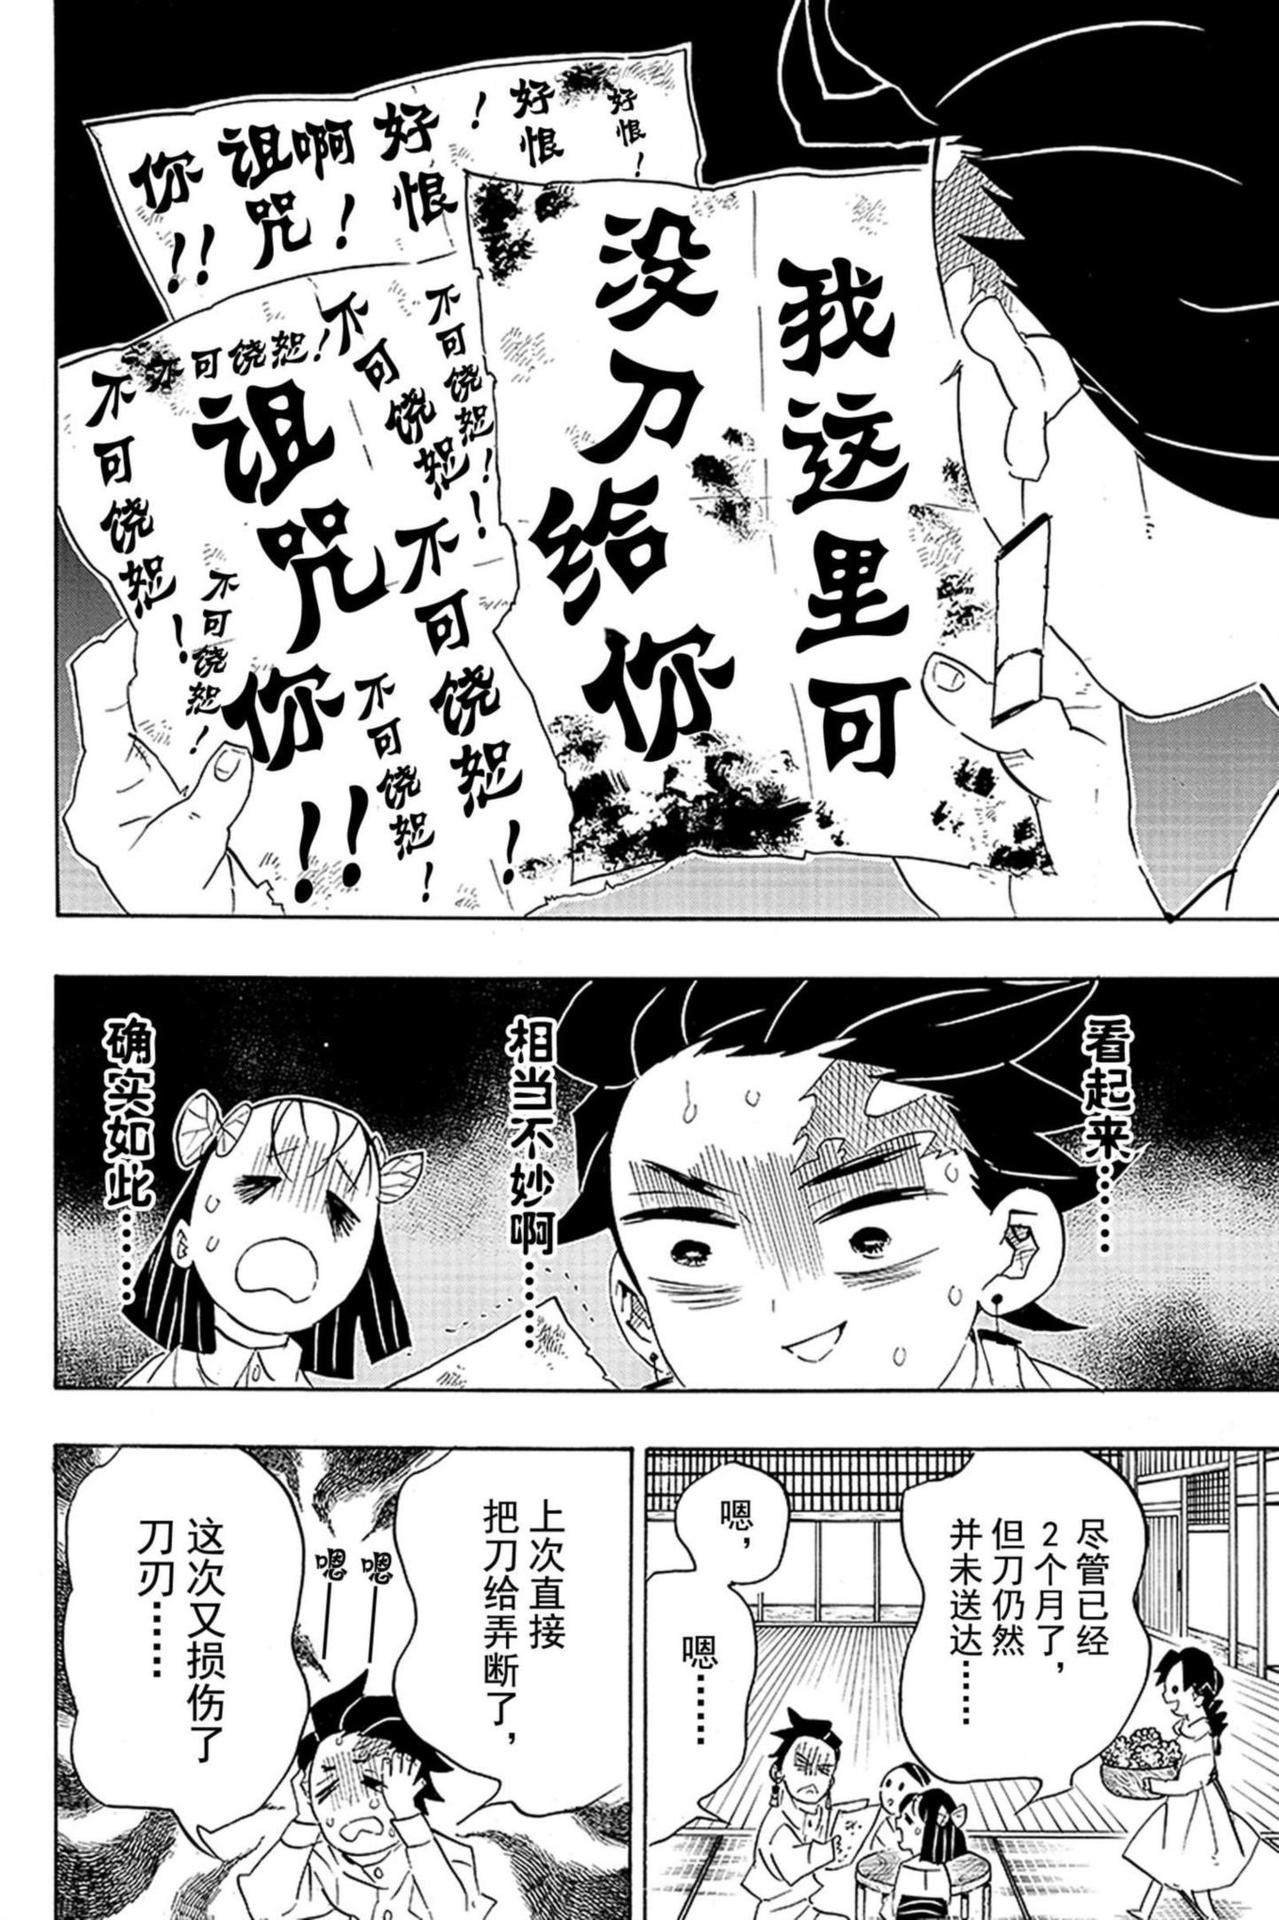 我这里可
没刀给你
好恨！
好恨！
好恨
啊！
诅咒
你！！
不可饶恕！
不可饶恕！
不可饶恕！
不可饶恕！
不可饶恕！
诅咒你！！
不可饶恕！
不可饶恕！
不可饶恕！
看起来……
相当不妙啊………
确实如此………
尽管已经
2个月了，
但刀仍然
并未送达……
嗯，
嗯……
上次直接
把刀给弄断了，
嗯——
嗯——
这次又损伤了
刀刃……